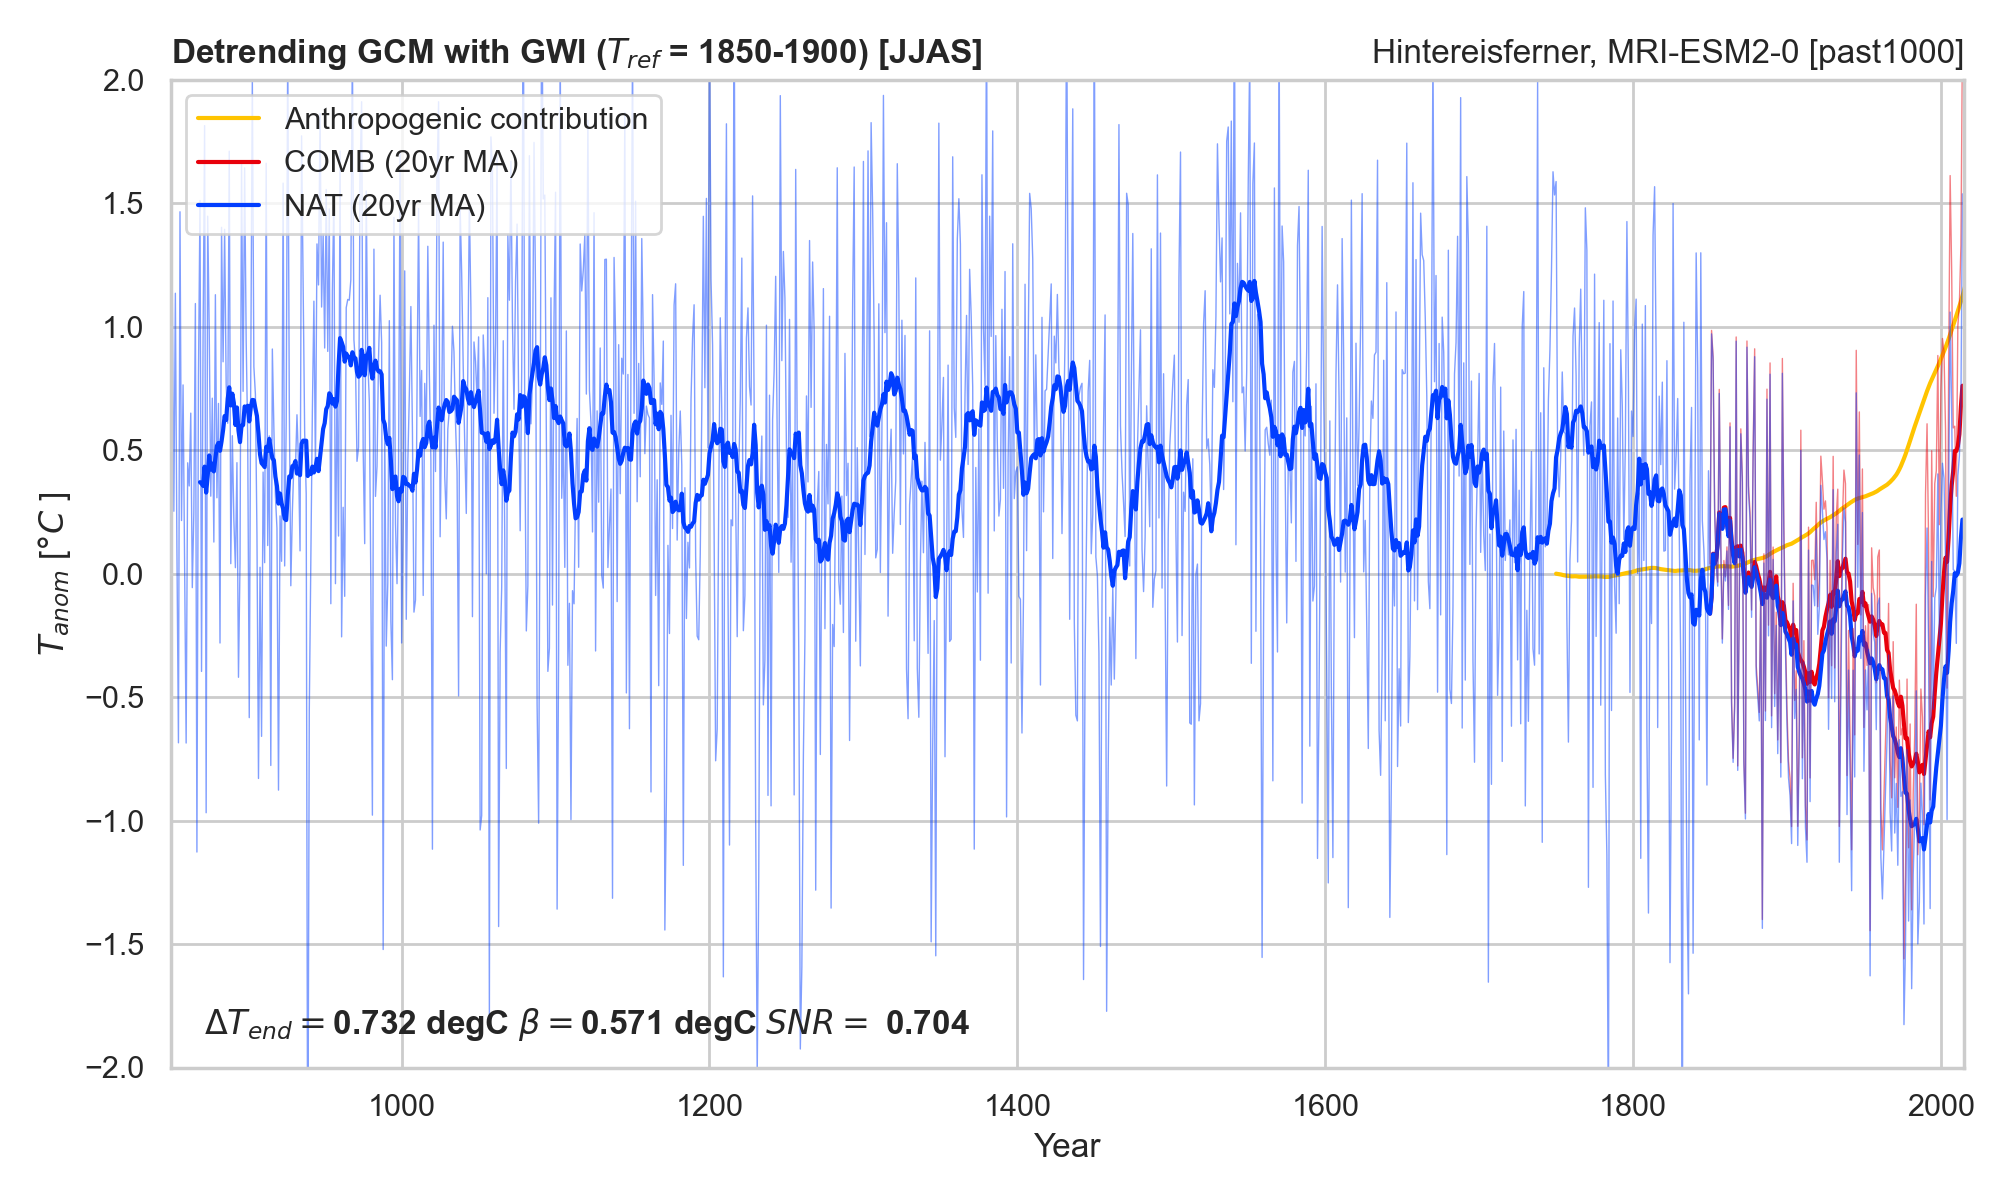 Detrending GCM with GWI (T_ref = 1850-1900) [JJAS]
Hintereisferner, MRI-ESM2-0 [past1000]
Anthropogenic contribution
COMB (20yr MA)
NAT (20yr MA)
2.0
1.5
1.0
0.5
0.0
−0.5
−1.0
−1.5
−2.0
T_anom [°C]
ΔT_end = 0.732 degC β = 0.571 degC SNR = 0.704
1000
1200
1400
1600
1800
2000
Year